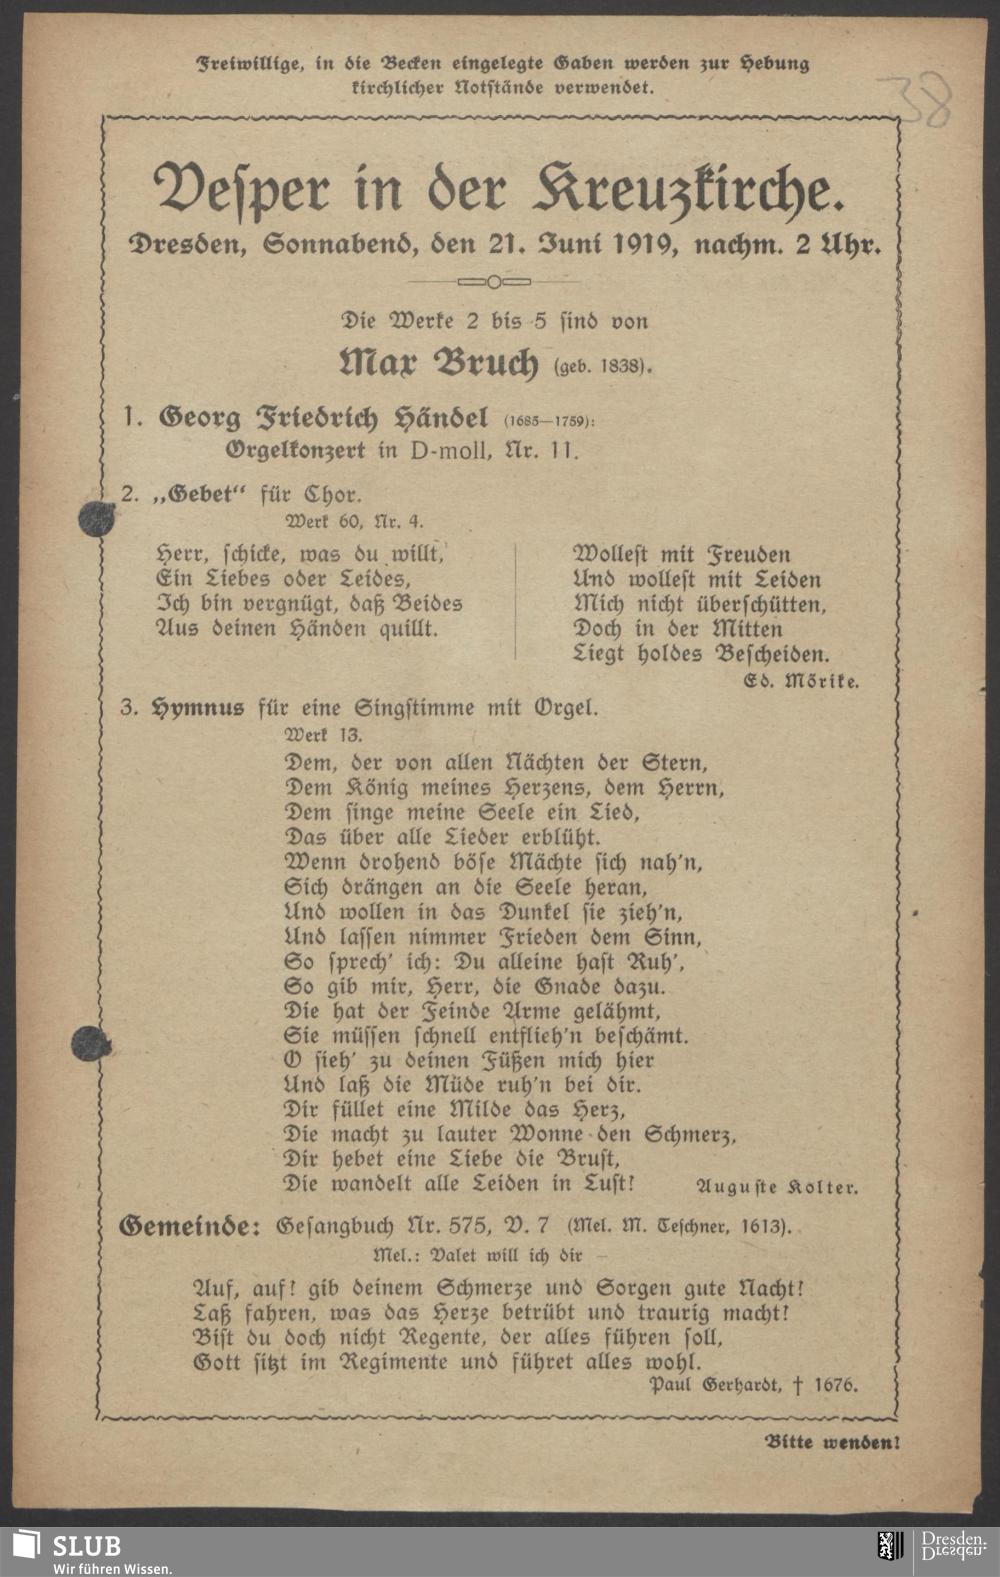 Freiwillige, in die Becken eingelegte Gaben werden zur Hebung
kirchlicher Notstände verwendet.
38
Vesper in der Kreuzkirche.
Dresden, Sonnabend, den 21. Juni 1919, nachm. 2 Uhr.
Die Werke 2 bis 5 sind von
Max Bruch (geb. 1838).
1. Georg Friedrich Händel (1685—1759):
Orgelkonzert in D-moll, Nr. 11.
2. „Gebet“ für Chor.
Werk 60, Nr. 4.
Herr, schicke, was du willt,
Ein Liebes oder Leides,
Ich bin vergnügt, daß Beides
Aus deinen Händen quillt.
Wollest mit Freuden
Und wollest mit Leiden
Mich nicht überschütten,
Doch in der Mitten
Liegt holdes Bescheiden.
Ed. Mörike.
3. Hymnus für eine Singstimme mit Orgel.
Werk 13.
Dem, der von allen Nächten der Stern,
Dem König meines Herzens, dem Herrn,
Dem singe meine Seele ein Lied,
Das über alle Lieder erblüht.
Wenn drohend böse Mächte sich nah'n,
Sich drängen an die Seele heran,
Und wollen in das Dunkel sie zieh'n,
Und lassen nimmer Frieden dem Sinn,
So sprech' ich: Du alleine hast Ruh',
So gib mir, Herr, die Gnade dazu.
Die hat der Feinde Arme gelähmt,
Sie müssen schnell entflieh'n beschämt.
O sieh' zu deinen Füßen mich hier
Und laß die Müde ruh'n bei dir.
Dir füllet eine Milde das Herz,
Die macht zu lauter Wonne den Schmerz,
Dir hebet eine Liebe die Brust,
Die wandelt alle Leiden in Lust!
Auguste Kolter.
Gemeinde: Gesangbuch Nr. 575, V. 7 (Mel. M. Teschner, 1613).
Mel.: Valet will ich dir —
Auf, auf! gib deinem Schmerze und Sorgen gute Nacht!
Laß fahren, was das Herze betrübt und traurig macht!
Bist du doch nicht Regente, der alles führen soll,
Gott sitzt im Regimente und führet alles wohl.
Paul Gerhardt, † 1676.
Bitte wenden!
SLUB
Wir führen Wissen.
Dresden.
Dresden.